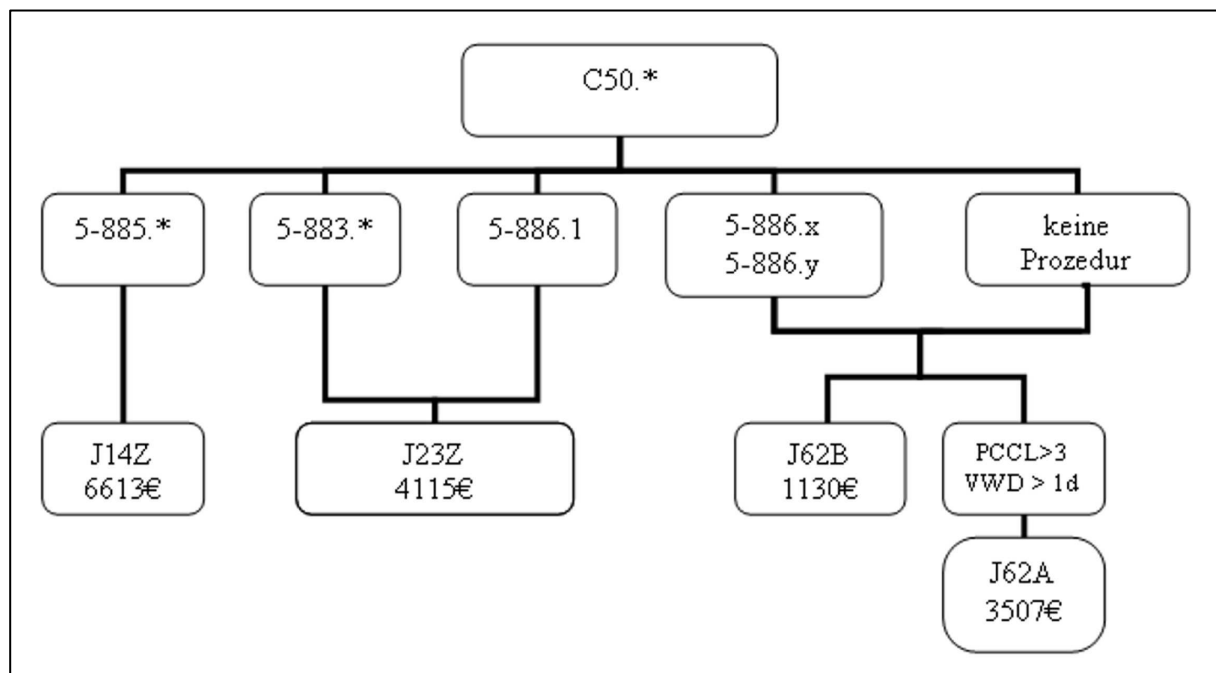 C50.*
5-885.*
5-883.*
5-886.1
5-886.x
5-886.y
keine
Prozedur
J14Z
6613€
J23Z
4115€
J62B
1130€
PCCL>3
VWD > 1d
J62A
3507€